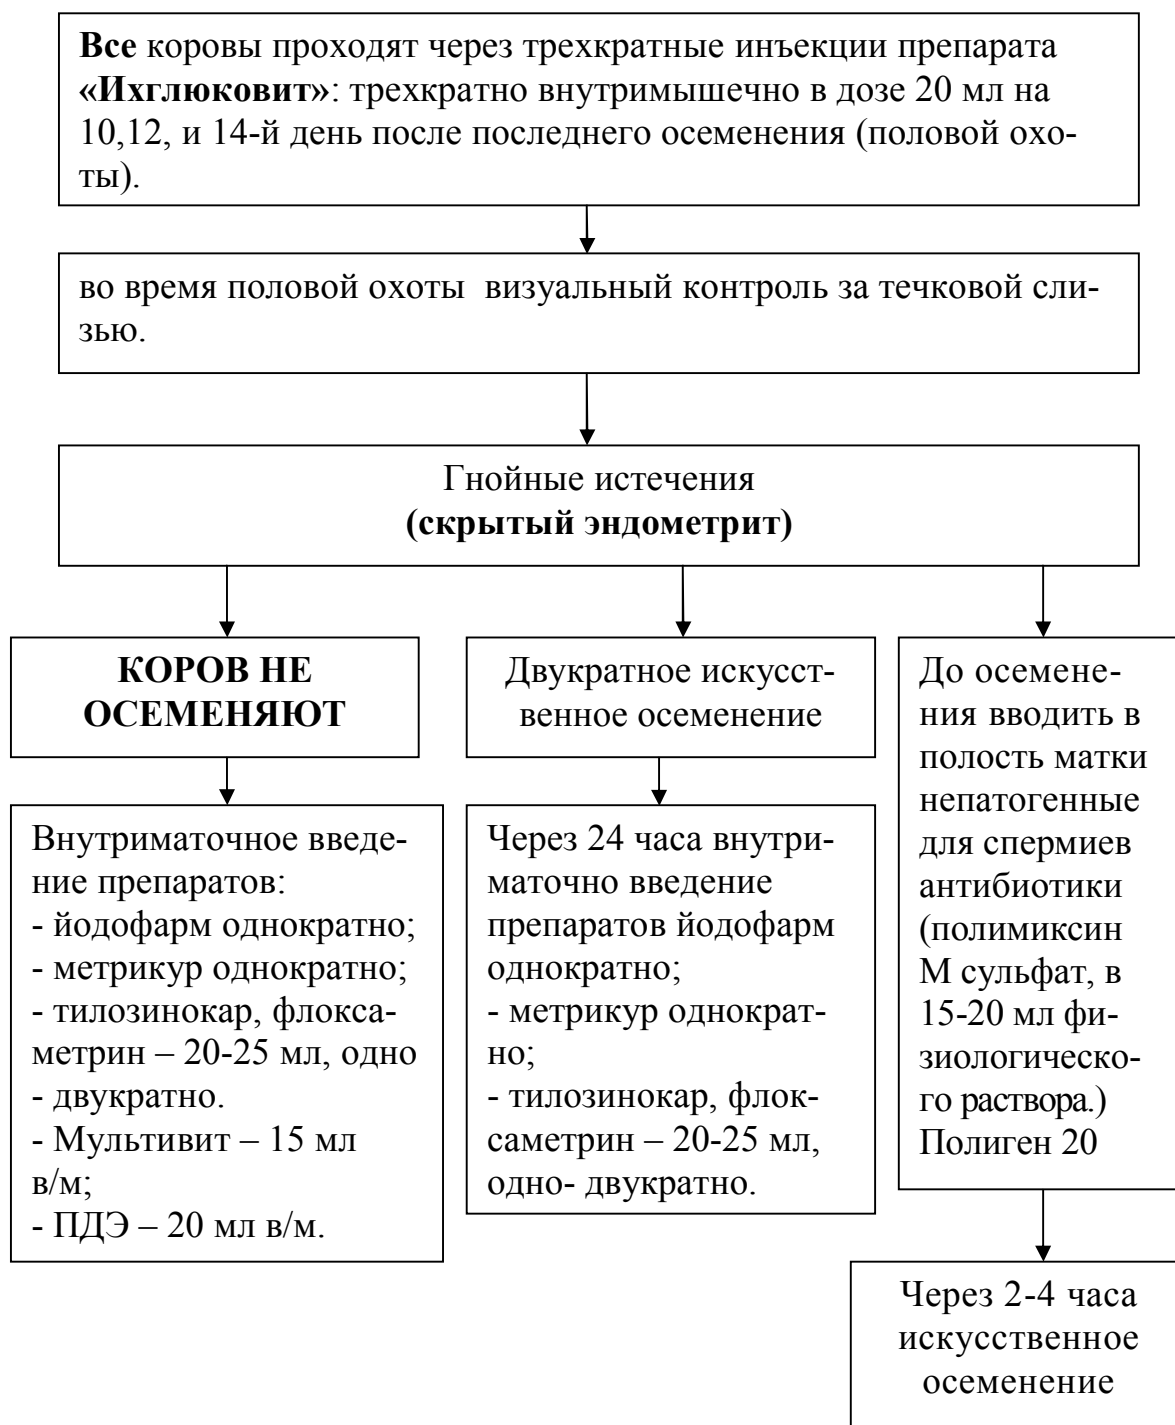 Все коровы проходят через трехкратные инъекции препарата
«Ихглюковит»: трехкратно внутримышечно в дозе 20 мл на
10,12, и 14-й день после последнего осеменения (половой охо-
ты).
во время половой охоты  визуальный контроль за течковой сли-
зью.
Гнойные истечения
(скрытый эндометрит)
КОРОВ НЕ
ОСЕМЕНЯЮТ
Внутриматочное введе-
ние препаратов:
- йодофарм однократно;
- метрикур однократно;
- тилозинокар, флокса-
метрин – 20-25 мл, одно
- двукратно.
- Мультивит – 15 мл
в/м;
- ПДЭ – 20 мл в/м.
Двукратное искусст-
венное осеменение
Через 24 часа внутри-
маточно введение
препаратов йодофарм
однократно;
- метрикур однократ-
но;
- тилозинокар, флок-
саметрин – 20-25 мл,
одно- двукратно.
До осемене-
ния вводить в
полость матки
непатогенные
для спермиев
антибиотики
(полимиксин
М сульфат, в
15-20 мл фи-
зиологическо-
го раствора.)
Полиген 20
Через 2-4 часа
искусственное
осеменение